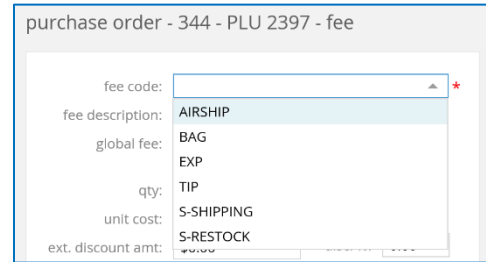 purchase order - 344 - PLU 2397 - fee
fee code: *
fee description: AIRSHIP
global fee: BAG
EXP
qty: TIP
unit cost: S-SHIPPING
S-RESTOCK
ext. discount amt: